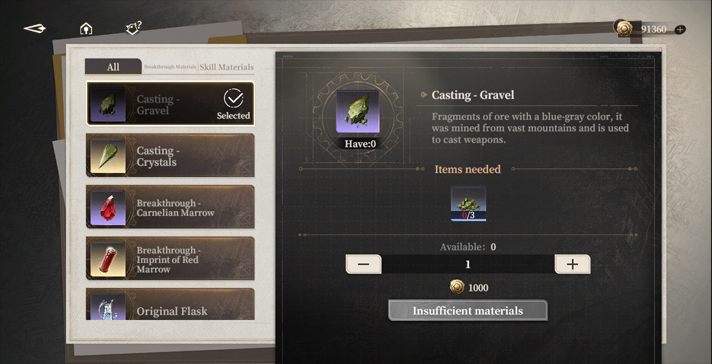 ?
91360
All
Breakthrough Materials
Skill Materials
Casting -
Gravel
Selected
Casting -
Crystals
Breakthrough -
Carnelian Marrow
Breakthrough -
Imprint of Red
Marrow
Original Flask
Casting - Gravel
Fragments of ore with a blue-gray color, it
was mined from vast mountains and is used
to cast weapons.
Have:0
Items needed
0/3
Available: 0
1
1000
Insufficient materials